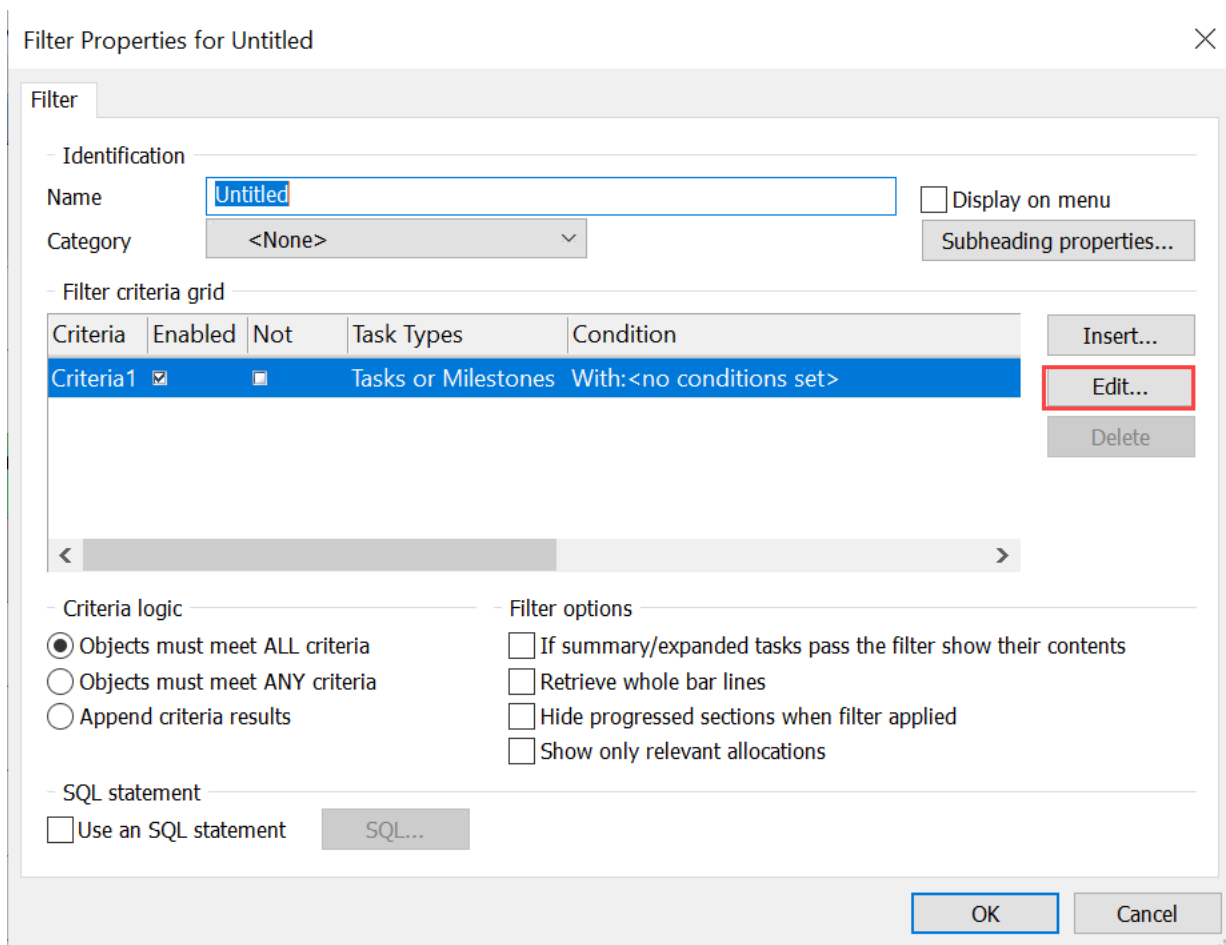 Filter Properties for Untitled
Filter
Identification
Name Untitled Display on menu
Category <None> Subheading properties...
Filter criteria grid
Criteria Enabled Not Task Types Condition Insert...
Criteria1 Tasks or Milestones With:<no conditions set> Edit...
Delete
Criteria logic Filter options
Objects must meet ALL criteria If summary/expanded tasks pass the filter show their contents
Objects must meet ANY criteria Retrieve whole bar lines
Append criteria results Hide progressed sections when filter applied
Show only relevant allocations
SQL statement
Use an SQL statement SQL...
OK Cancel